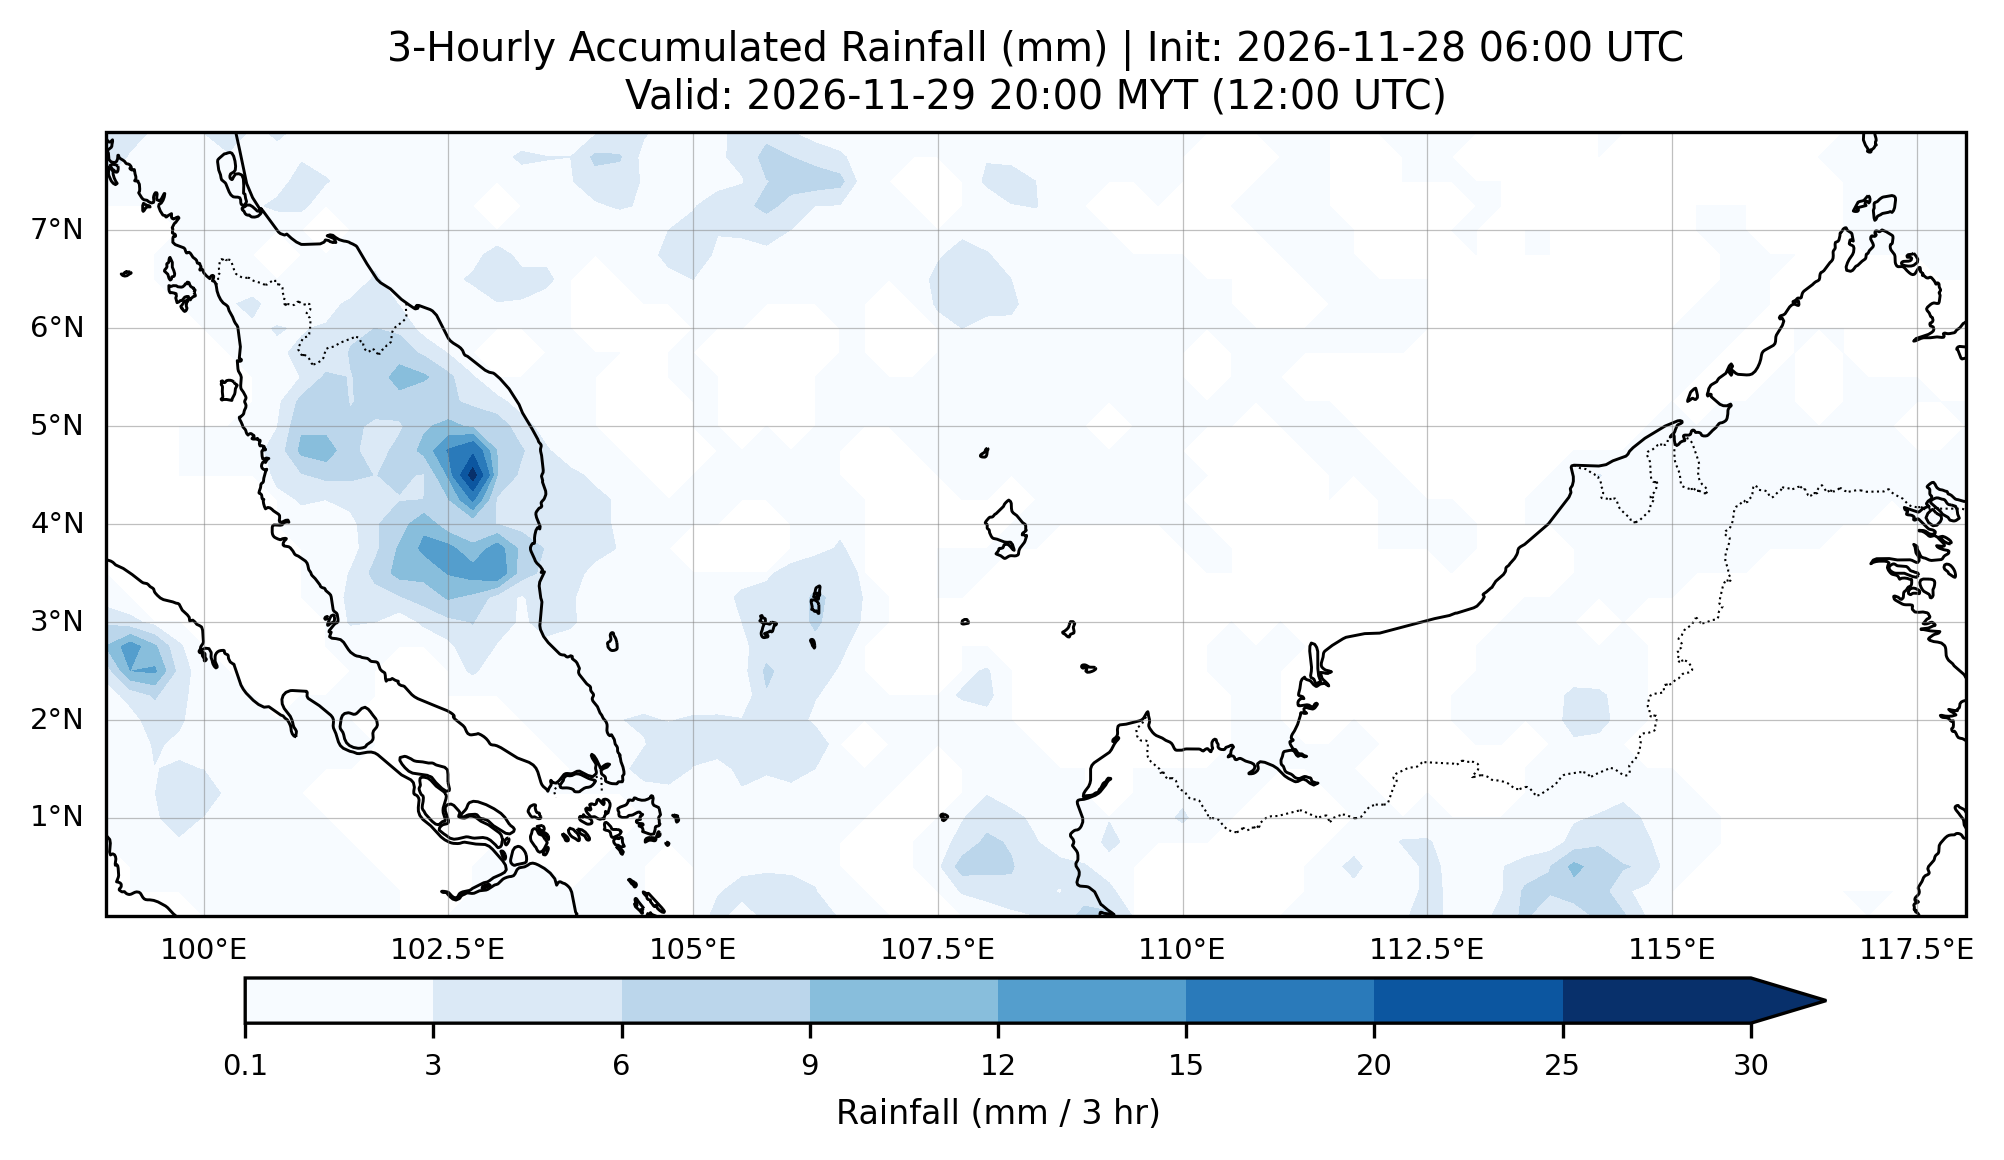 3-Hourly Accumulated Rainfall (mm) | Init: 2026-11-28 06:00 UTC
Valid: 2026-11-29 20:00 MYT (12:00 UTC)
7°N
6°N
5°N
4°N
3°N
2°N
1°N
100°E 102.5°E 105°E 107.5°E 110°E 112.5°E 115°E 117.5°E
0.1 3 6 9 12 15 20 25 30
Rainfall (mm / 3 hr)